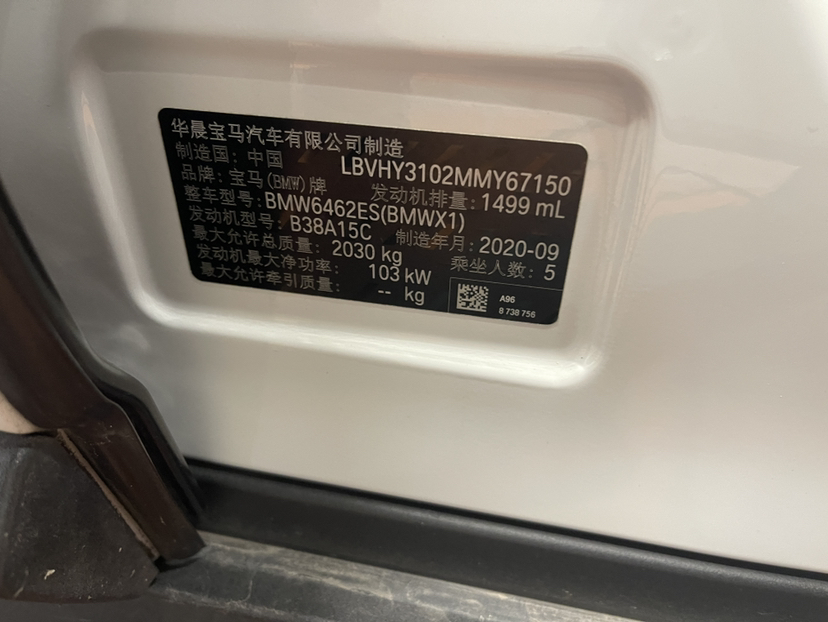 华晨宝马汽车有限公司制造
制造国：中国 LBVHY3102MMY67150
品牌：宝马(BMW)牌 发动机排量：1499 mL
整车型号：BMW6462ES(BMWX1)
发动机型号：B38A15C 制造年月：2020-09
最大允许总质量：2030 kg 乘坐人数：5
发动机最大净功率：103 kW
最大允许牵引质量：-- kg
A96
8 738 756